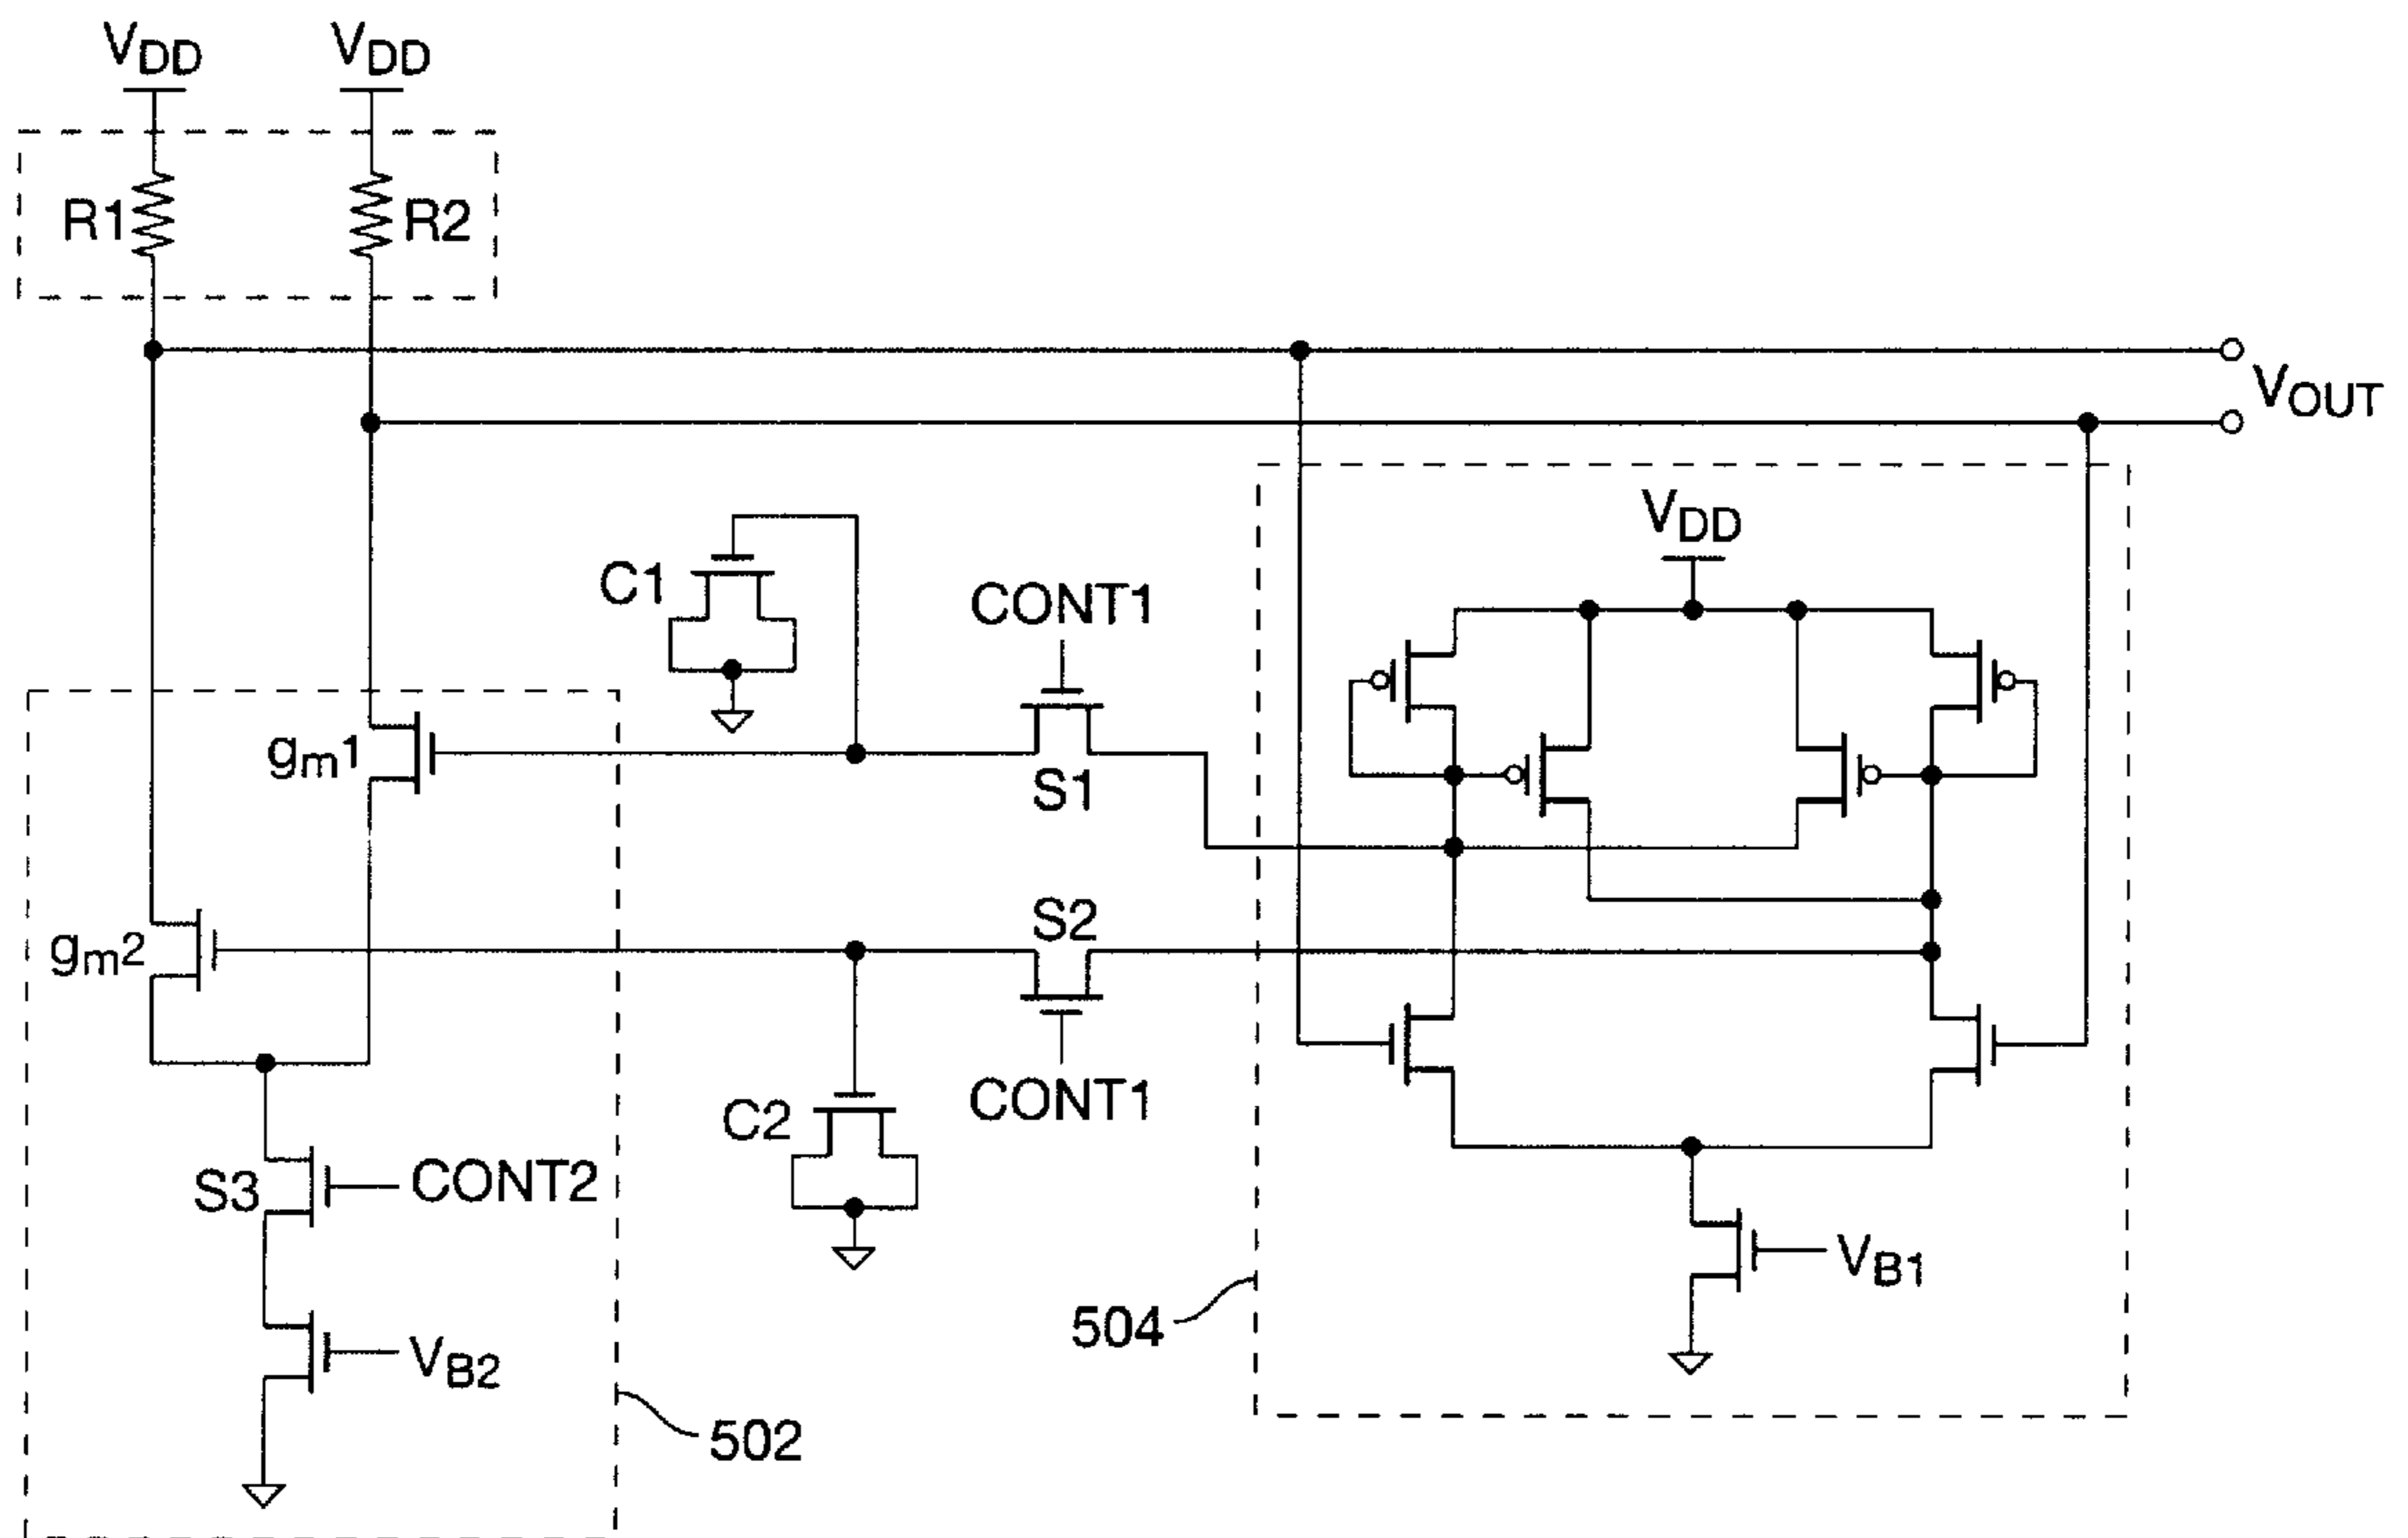 VDD
VDD
R1
R2
VOUT
VDD
C1
CONT1
gm1
S1
S2
gm2
CONT1
C2
S3
CONT2
VB1
504
VB2
502